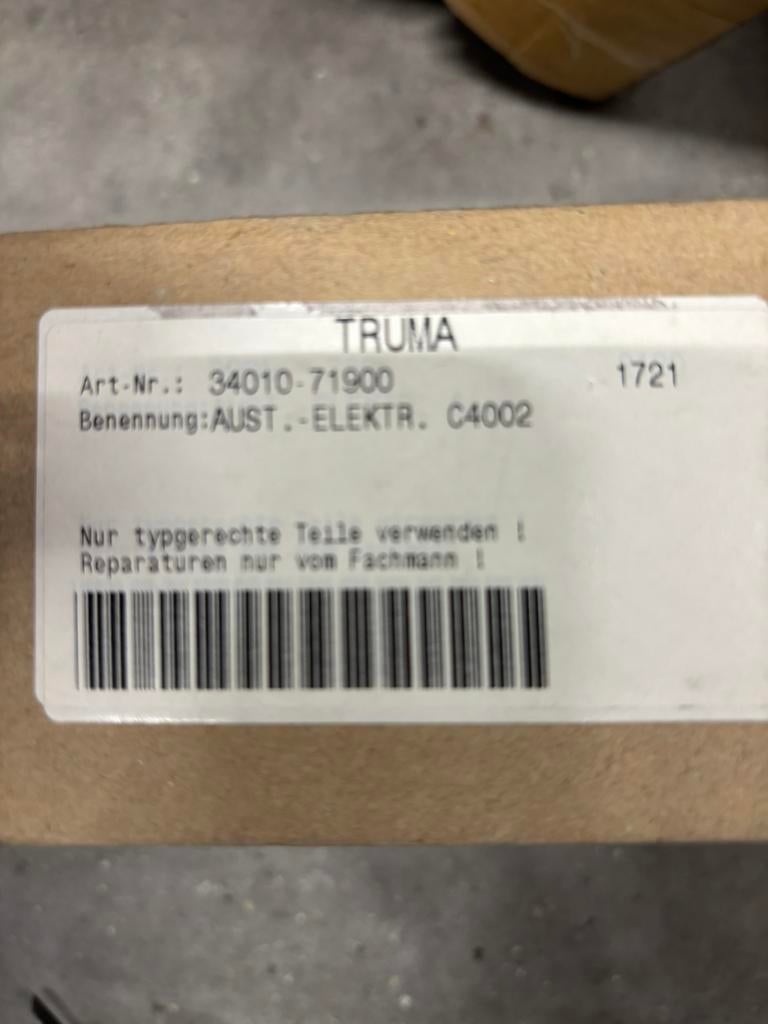 TRUMA
Art-Nr.: 34010-71900 1721
Benennung:AUST.-ELEKTR. C4002
Nur typgerechte Teile verwenden !
Reparaturen nur vom Fachmann !